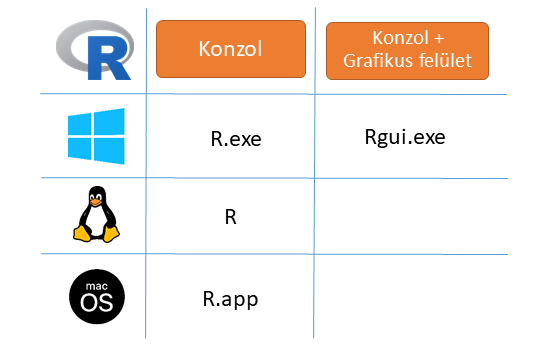 R
Konzol
Konzol +
Grafikus felület
R.exe
Rgui.exe
R
mac
OS
R.app